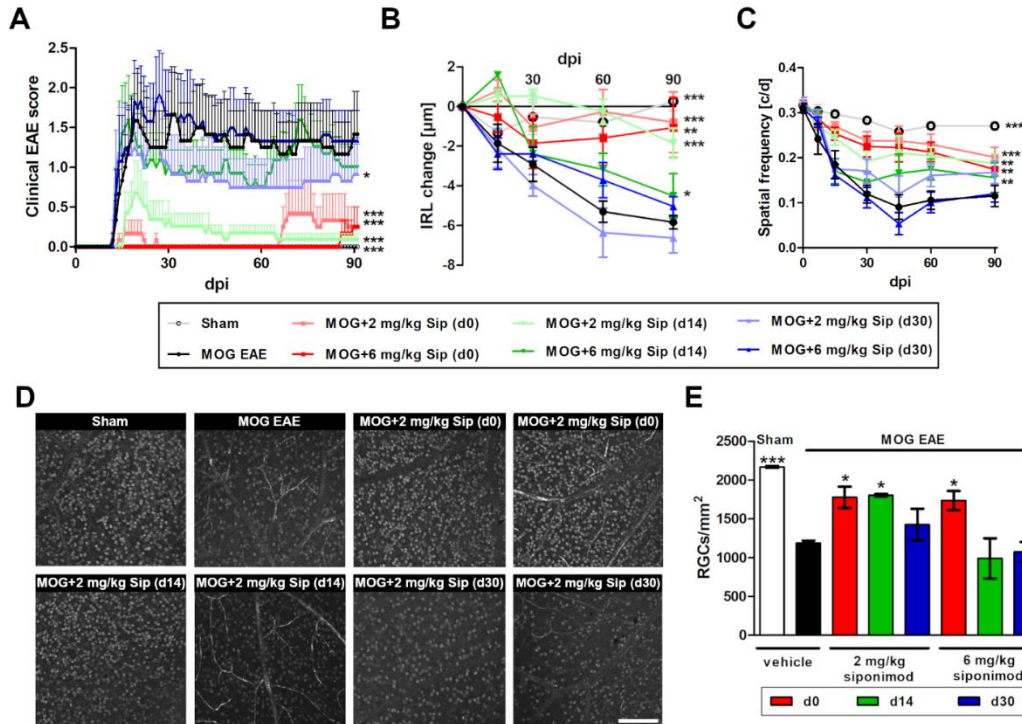 A
Clinical EAE score
2.5
2.0
1.5
1.0
0.5
0.0
0
30
60
90
dpi
*
***
***
***
***
B
IRL change [µm]
dpi
30
60
90
2
0
-2
-4
-6
-8
***
***
**
***
*
C
Spatial frequency [c/d]
0.4
0.3
0.2
0.1
0.0
0
30
60
90
dpi
***
***
**
**
**
Sham
MOG+2 mg/kg Sip (d0)
MOG+2 mg/kg Sip (d14)
MOG+2 mg/kg Sip (d30)
MOG EAE
MOG+6 mg/kg Sip (d0)
MOG+6 mg/kg Sip (d14)
MOG+6 mg/kg Sip (d30)
D
Sham
MOG EAE
MOG+2 mg/kg Sip (d0)
MOG+2 mg/kg Sip (d0)
MOG+2 mg/kg Sip (d14)
MOG+2 mg/kg Sip (d14)
MOG+2 mg/kg Sip (d30)
MOG+2 mg/kg Sip (d30)
E
RGCs/mm²
2500
2000
1500
1000
500
0
Sham
MOG EAE
***
*
*
*
vehicle
2 mg/kg
siponimod
6 mg/kg
siponimod
d0
d14
d30